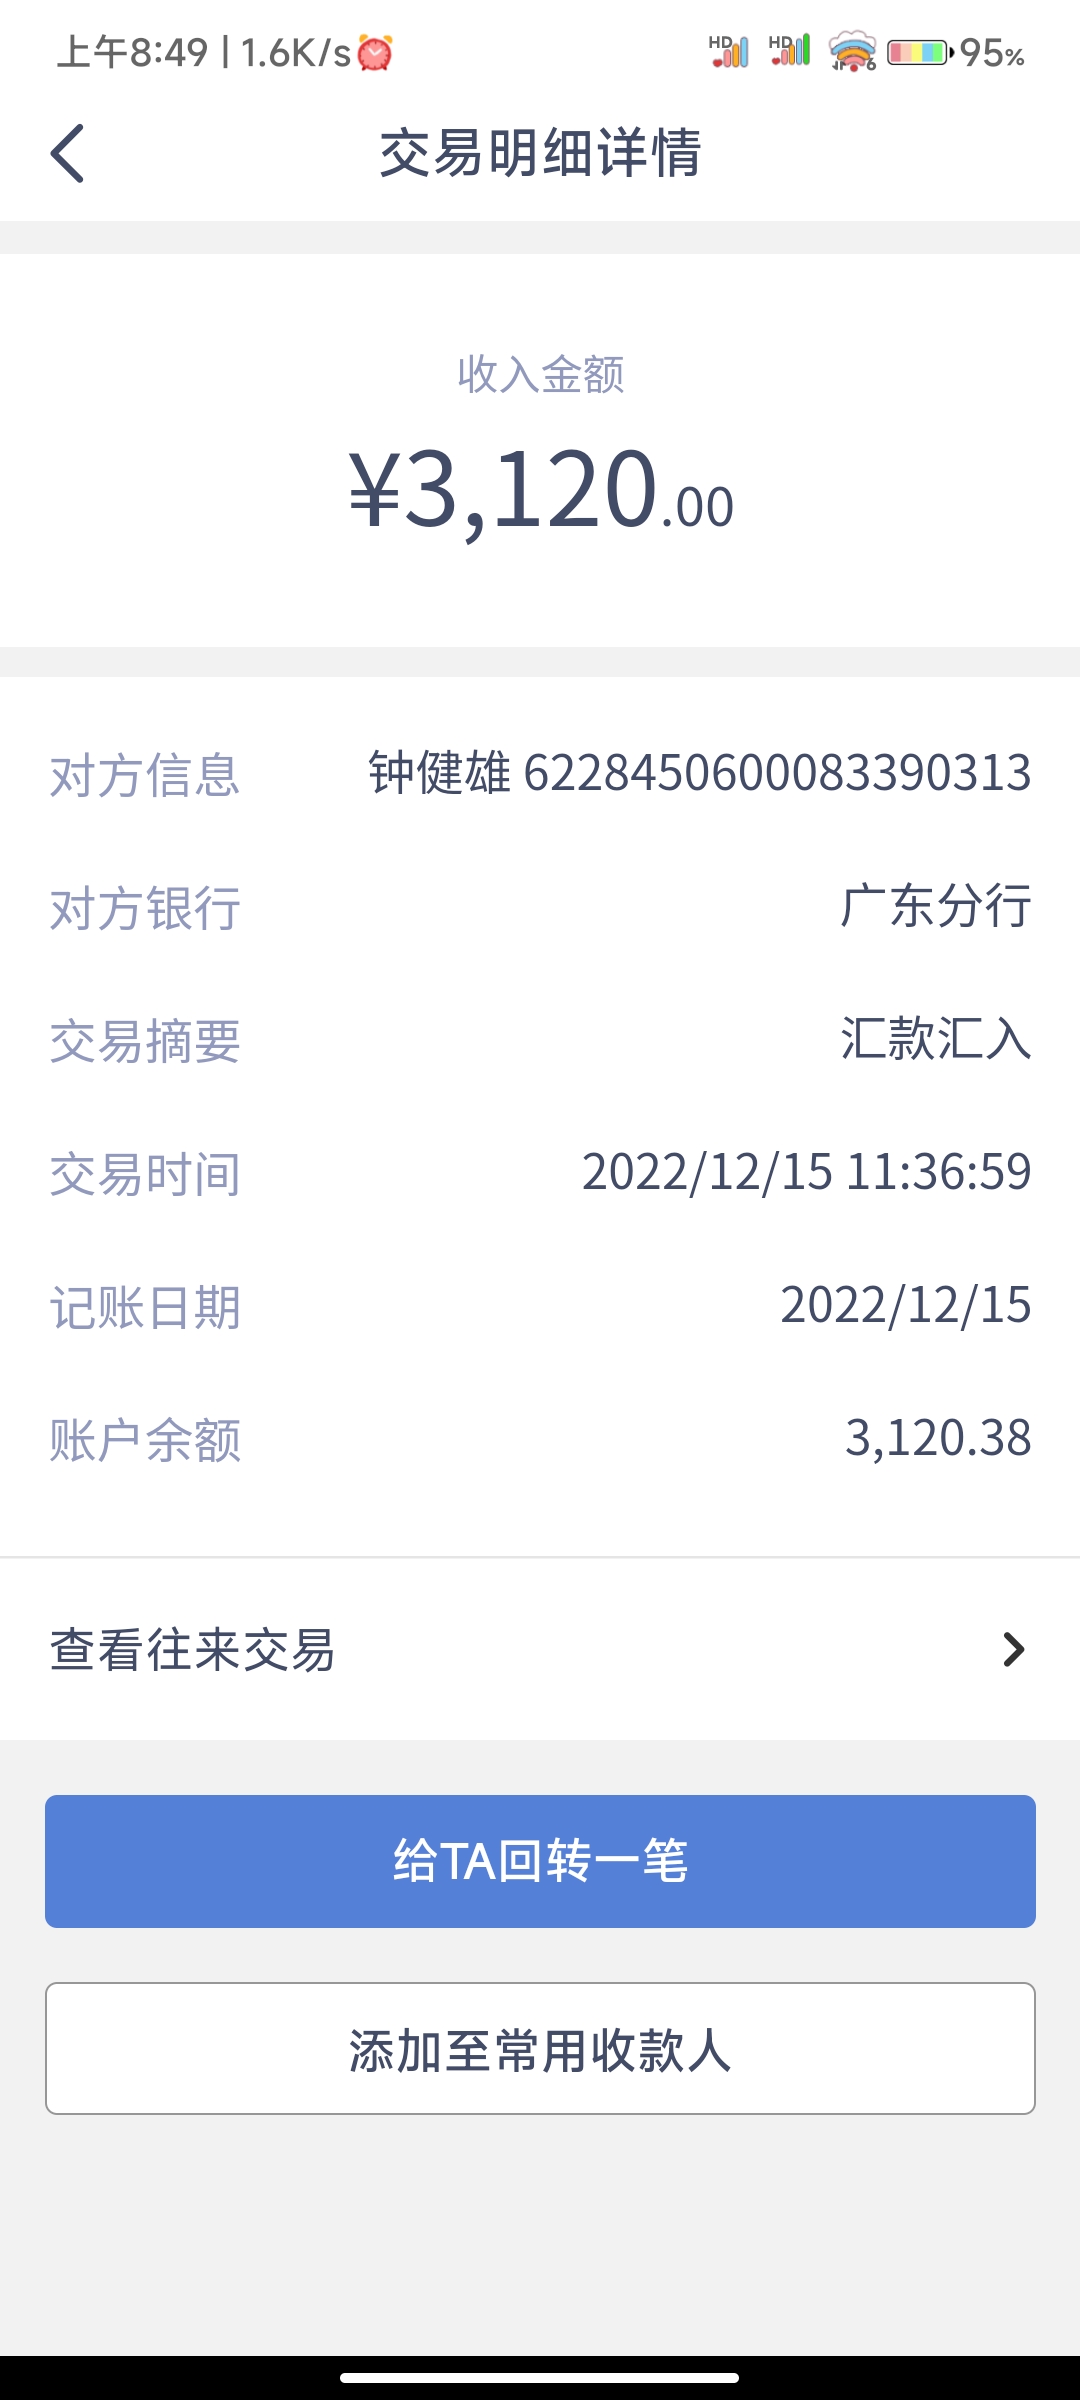 上午8:49 | 1.6K/s
HD HD 6 95%
交易明细详情
收入金额
¥3,120.00
对方信息 钟健雄 6228450600083390313
对方银行 广东分行
交易摘要 汇款汇入
交易时间 2022/12/15 11:36:59
记账日期 2022/12/15
账户余额 3,120.38
查看往来交易
给TA回转一笔
添加至常用收款人